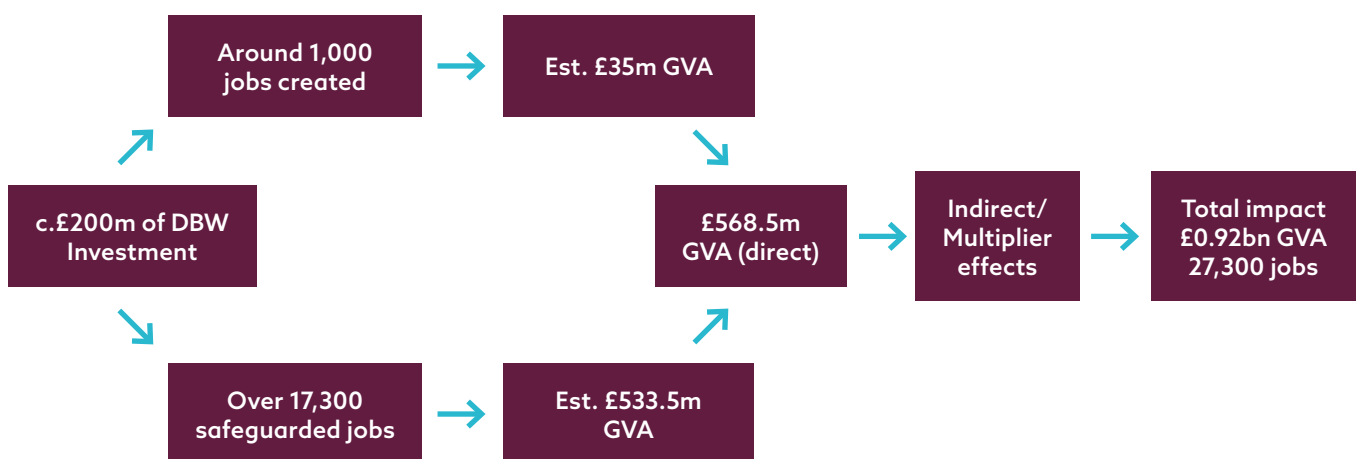 Around 1,000
jobs created
Est. £35m GVA
c.£200m of DBW
Investment
£568.5m
GVA (direct)
Indirect/
Multiplier
effects
Total impact
£0.92bn GVA
27,300 jobs
Over 17,300
safeguarded jobs
Est. £533.5m
GVA